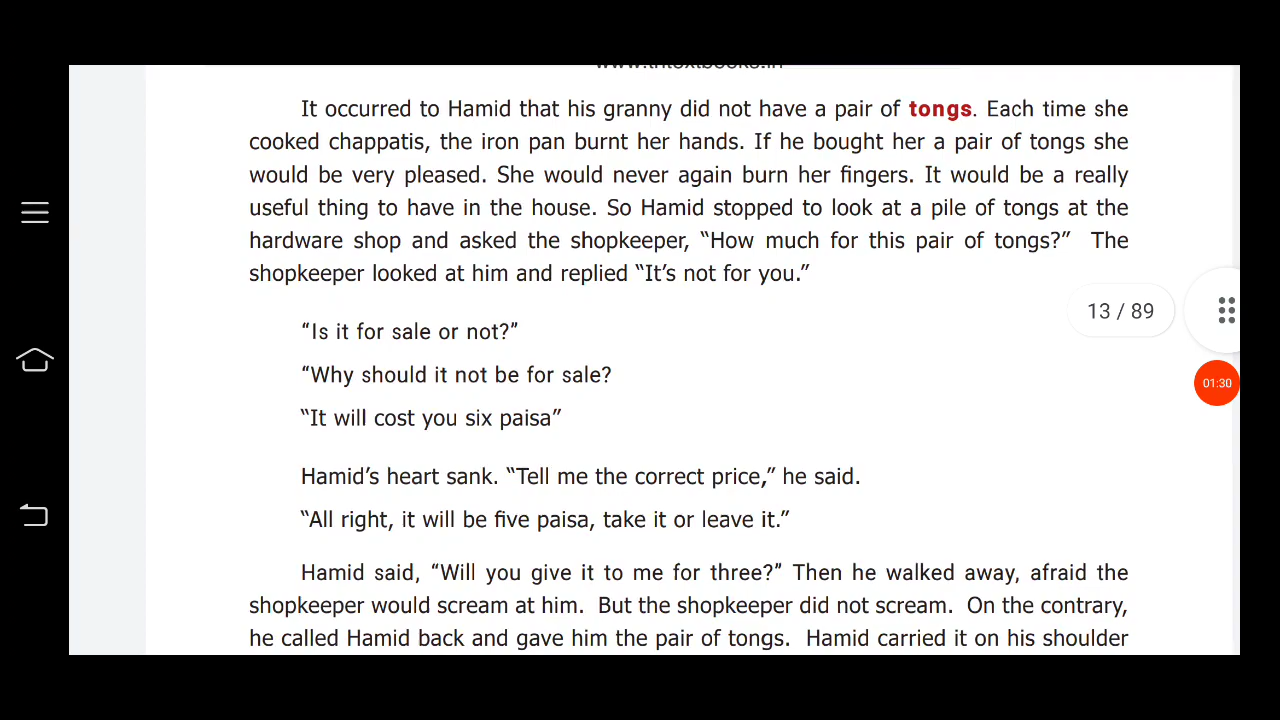 www.tntextbooks.in
It occurred to Hamid that his granny did not have a pair of tongs. Each time she
cooked chappatis, the iron pan burnt her hands. If he bought her a pair of tongs she
would be very pleased. She would never again burn her fingers. It would be a really
useful thing to have in the house. So Hamid stopped to look at a pile of tongs at the
hardware shop and asked the shopkeeper, “How much for this pair of tongs?” The
shopkeeper looked at him and replied “It’s not for you.”
“Is it for sale or not?”
“Why should it not be for sale?
“It will cost you six paisa”
Hamid’s heart sank. “Tell me the correct price,” he said.
“All right, it will be five paisa, take it or leave it.”
Hamid said, “Will you give it to me for three?” Then he walked away, afraid the
shopkeeper would scream at him. But the shopkeeper did not scream. On the contrary,
he called Hamid back and gave him the pair of tongs. Hamid carried it on his shoulder
13 / 89
01:30